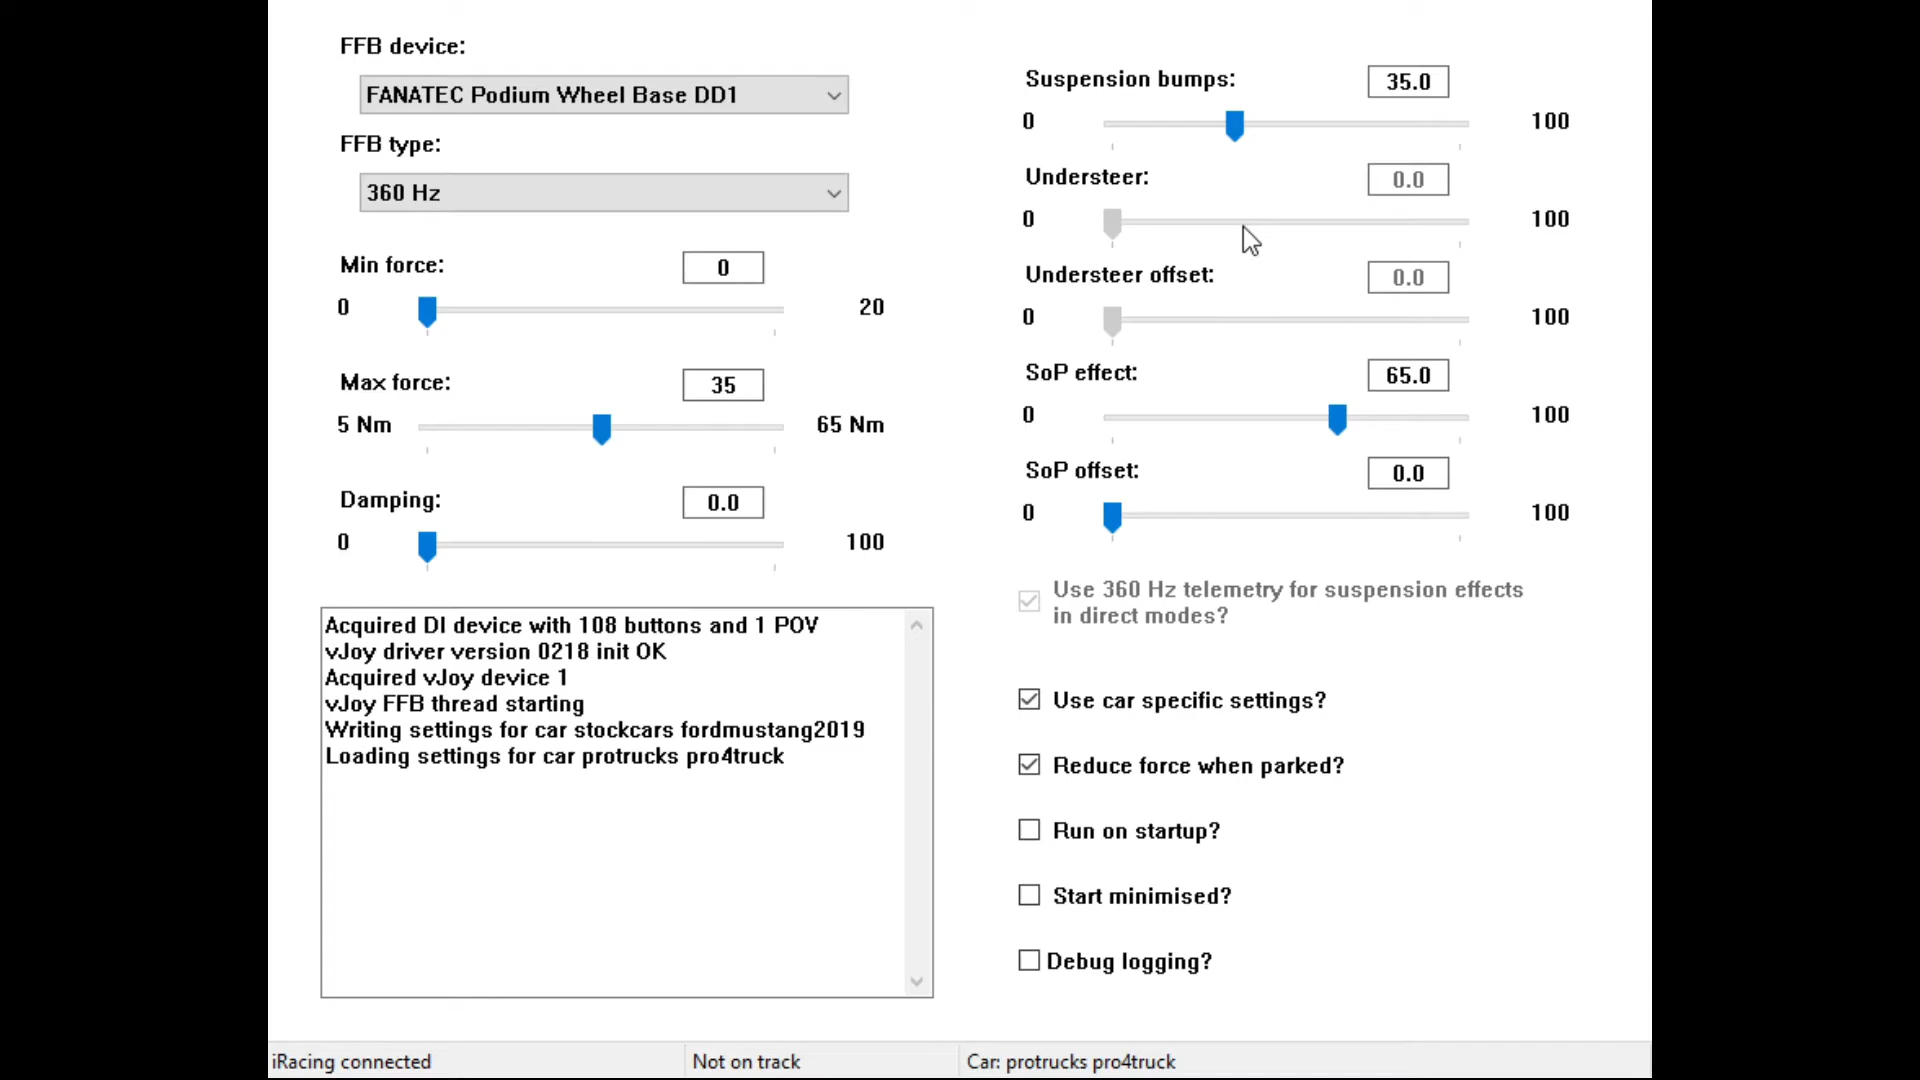 FFB device:
FANATEC Podium Wheel Base DD1
FFB type:
360 Hz
Min force:
0
0
20
Max force:
35
5 Nm
65 Nm
Damping:
0.0
0
100
Acquired DI device with 108 buttons and 1 POV
vJoy driver version 0218 init OK
Acquired vJoy device 1
vJoy FFB thread starting
Writing settings for car stockcars fordmustang2019
Loading settings for car protrucks pro4truck
Suspension bumps:
35.0
0
100
Understeer:
0.0
0
100
Understeer offset:
0.0
0
100
SoP effect:
65.0
0
100
SoP offset:
0.0
0
100
Use 360 Hz telemetry for suspension effects
in direct modes?
Use car specific settings?
Reduce force when parked?
Run on startup?
Start minimised?
Debug logging?
iRacing connected
Not on track
Car: protrucks pro4truck